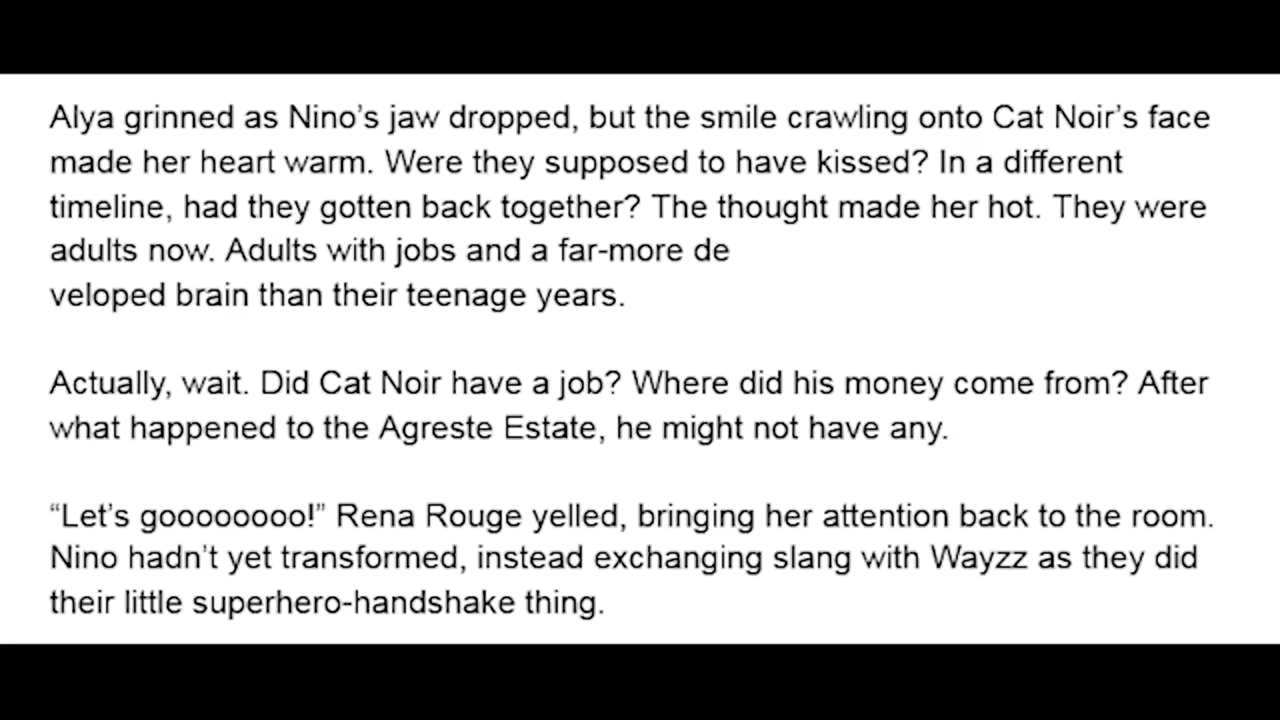 Alya grinned as Nino’s jaw dropped, but the smile crawling onto Cat Noir’s face
made her heart warm. Were they supposed to have kissed? In a different
timeline, had they gotten back together? The thought made her hot. They were
adults now. Adults with jobs and a far-more de
veloped brain than their teenage years.
Actually, wait. Did Cat Noir have a job? Where did his money come from? After
what happened to the Agreste Estate, he might not have any.
“Let’s goooooooo!” Rena Rouge yelled, bringing her attention back to the room.
Nino hadn’t yet transformed, instead exchanging slang with Wayzz as they did
their little superhero-handshake thing.